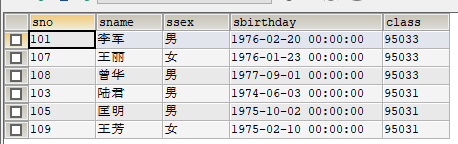 sno sname ssex sbirthday class
101 李军 男 1976-02-20 00:00:00 95033
107 王丽 女 1976-01-23 00:00:00 95033
108 曾华 男 1977-09-01 00:00:00 95033
103 陆君 男 1974-06-03 00:00:00 95031
105 匡明 男 1975-10-02 00:00:00 95031
109 王芳 女 1975-02-10 00:00:00 95031